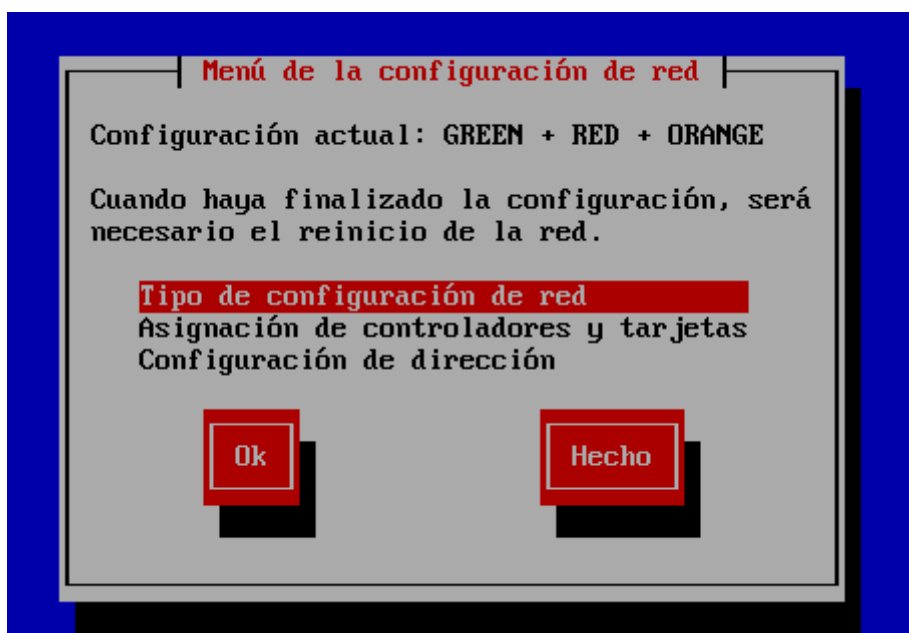 Menú de la configuración de red
Configuración actual: GREEN + RED + ORANGE
Cuando haya finalizado la configuración, será
necesario el reinicio de la red.
Tipo de configuración de red
Asignación de controladores y tarjetas
Configuración de dirección
Ok
Hecho